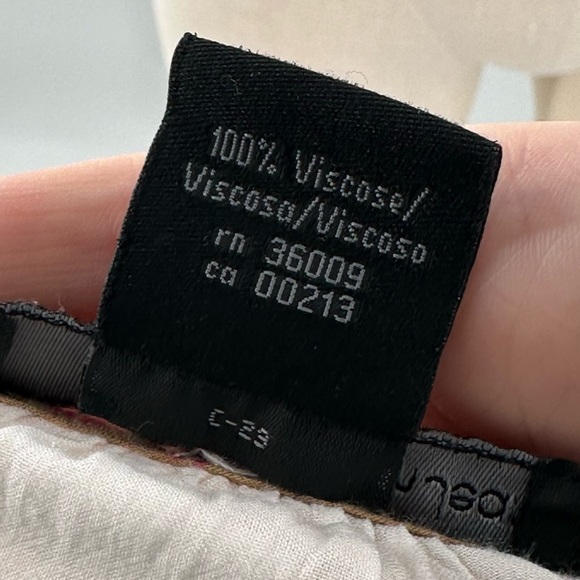 100% Viscose/
Viscosa/Viscoso
rn 36009
ca 00213
C-23